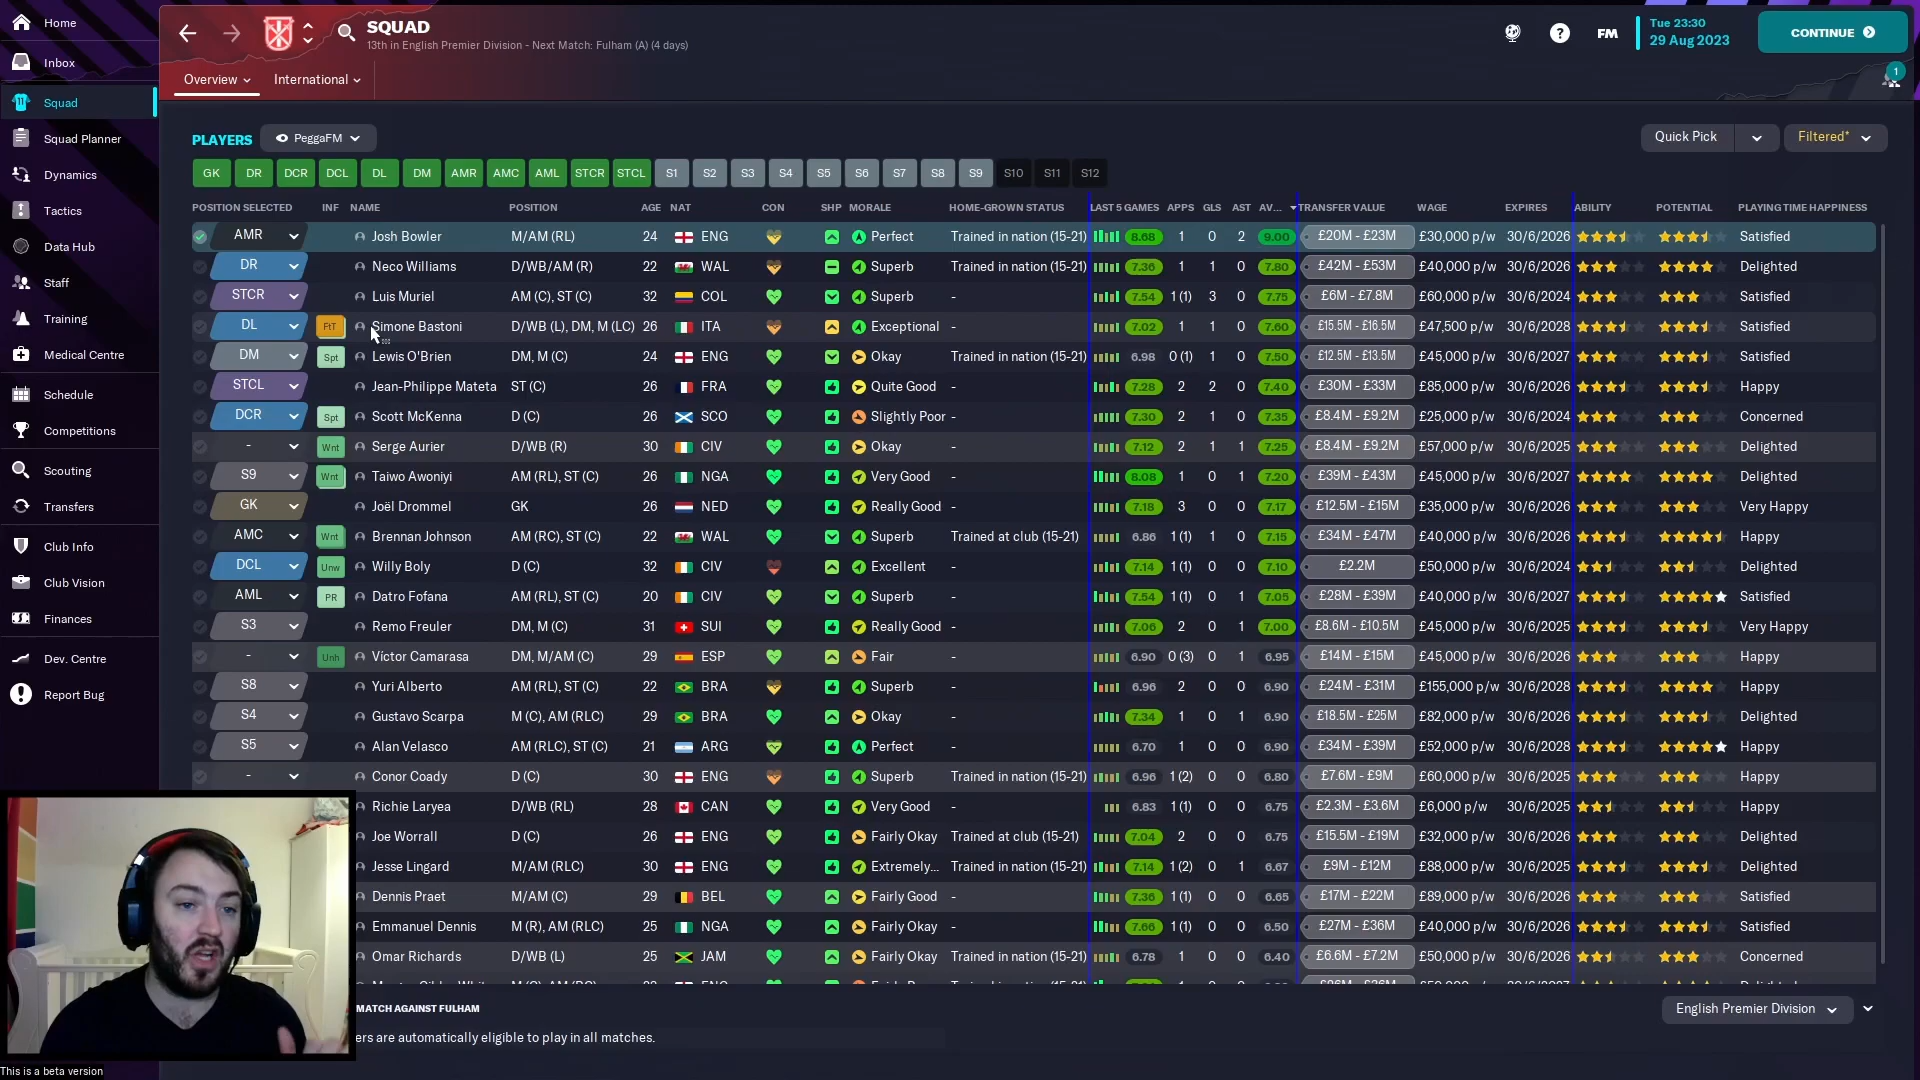 Home
Inbox
Squad
Squad Planner
Dynamics
Tactics
Data Hub
Staff
Training
Medical Centre
Schedule
Competitions
Scouting
Transfers
Club Info
Club Vision
Finances
Dev. Centre
Report Bug
SQUAD
13th in English Premier Division - Next Match: Fulham (A) (4 days)
FM
Tue 23:30
29 Aug 2023
CONTINUE
Overview
International
1
PLAYERS
PeggaFM
Quick Pick
Filtered*
GK DR DCR DCL DL DM AMR AMC AML STCR STCL S1 S2 S3 S4 S5 S6 S7 S8 S9 S10 S11 S12
POSITION SELECTED INF NAME POSITION AGE NAT CON SHP MORALE HOME-GROWN STATUS LAST 5 GAMES APPS GLS AST AV... TRANSFER VALUE WAGE EXPIRES ABILITY POTENTIAL PLAYING TIME HAPPINESS
AMR Josh Bowler M/AM (RL) 24 ENG Perfect Trained in nation (15-21) 8.68 1 0 2 9.00 £20M - £23M £30,000 p/w 30/6/2026 Satisfied
DR Neco Williams D/WB/AM (R) 22 WAL Superb Trained in nation (15-21) 7.36 1 1 0 7.80 £42M - £53M £40,000 p/w 30/6/2026 Delighted
STCR Luis Muriel AM (C), ST (C) 32 COL Superb - 7.54 1 (1) 3 0 7.75 £6M - £7.8M £60,000 p/w 30/6/2024 Satisfied
DL FtT Simone Bastoni D/WB (L), DM, M (LC) 26 ITA Exceptional - 7.02 1 1 0 7.60 £15.5M - £16.5M £47,500 p/w 30/6/2028 Satisfied
DM Spt Lewis O'Brien DM, M (C) 24 ENG Okay Trained in nation (15-21) 6.98 0 (1) 1 0 7.50 £12.5M - £13.5M £45,000 p/w 30/6/2027 Satisfied
STCL Jean-Philippe Mateta ST (C) 26 FRA Quite Good - 7.28 2 2 0 7.40 £30M - £33M £85,000 p/w 30/6/2026 Happy
DCR Spt Scott McKenna D (C) 26 SCO Slightly Poor - 7.30 2 1 0 7.35 £8.4M - £9.2M £25,000 p/w 30/6/2024 Concerned
- Wnt Serge Aurier D/WB (R) 30 CIV Okay - 7.12 2 1 1 7.25 £8.4M - £9.2M £57,000 p/w 30/6/2025 Delighted
S9 Wnt Taiwo Awoniyi AM (RL), ST (C) 26 NGA Very Good - 8.08 1 0 1 7.20 £39M - £43M £45,000 p/w 30/6/2027 Delighted
GK Joël Drommel GK 26 NED Really Good - 7.18 3 0 0 7.17 £12.5M - £15M £35,000 p/w 30/6/2026 Very Happy
AMC Wnt Brennan Johnson AM (RC), ST (C) 22 WAL Superb Trained at club (15-21) 6.86 1 (1) 1 0 7.15 £34M - £47M £40,000 p/w 30/6/2026 Happy
DCL Unw Willy Boly D (C) 32 CIV Excellent - 7.14 1 (1) 0 0 7.10 £2.2M £50,000 p/w 30/6/2024 Delighted
AML PR Datro Fofana AM (RL), ST (C) 20 CIV Superb - 7.54 1 (1) 0 1 7.05 £28M - £39M £40,000 p/w 30/6/2027 Satisfied
S3 Remo Freuler DM, M (C) 31 SUI Really Good - 7.06 2 0 1 7.00 £8.6M - £10.5M £45,000 p/w 30/6/2025 Very Happy
- Unh Víctor Camarasa DM, M/AM (C) 29 ESP Fair - 6.90 0 (3) 0 1 6.95 £14M - £15M £45,000 p/w 30/6/2025 Happy
S8 Yuri Alberto AM (RL), ST (C) 22 BRA Superb - 6.96 2 0 0 6.90 £24M - £31M £155,000 p/w 30/6/2028 Happy
S4 Gustavo Scarpa M (C), AM (RLC) 29 BRA Okay - 7.34 1 0 1 6.90 £18.5M - £25M £82,000 p/w 30/6/2026 Delighted
S5 Alan Velasco AM (RLC), ST (C) 21 ARG Perfect - 6.70 1 0 0 6.90 £34M - £39M £52,000 p/w 30/6/2028 Happy
- Conor Coady D (C) 30 ENG Superb Trained in nation (15-21) 6.96 1 (2) 0 0 6.80 £7.6M - £9M £60,000 p/w 30/6/2025 Happy
Richie Laryea D/WB (RL) 28 CAN Very Good - 6.83 1 (1) 0 0 6.75 £2.3M - £3.6M £6,000 p/w 30/6/2025 Happy
Joe Worrall D (C) 26 ENG Fairly Okay Trained at club (15-21) 7.04 2 0 0 6.75 £15.5M - £19M £32,000 p/w 30/6/2026 Delighted
Jesse Lingard M/AM (RLC) 30 ENG Extremely... Trained in nation (15-21) 7.14 1 (2) 0 1 6.67 £9M - £12M £88,000 p/w 30/6/2025 Delighted
Dennis Praet M/AM (C) 29 BEL Fairly Good - 7.36 1 (1) 0 0 6.65 £17M - £22M £89,000 p/w 30/6/2025 Satisfied
Emmanuel Dennis M (R), AM (RLC) 25 NGA Fairly Okay - 7.66 1 (1) 0 0 6.50 £27M - £36M £40,000 p/w 30/6/2026 Satisfied
Omar Richards D/WB (L) 25 JAM Fairly Okay Trained in nation (15-21) 6.78 1 0 0 6.40 £6.6M - £7.2M £50,000 p/w 30/6/2026 Concerned
MATCH AGAINST FULHAM
ers are automatically eligible to play in all matches.
English Premier Division
This is a beta version